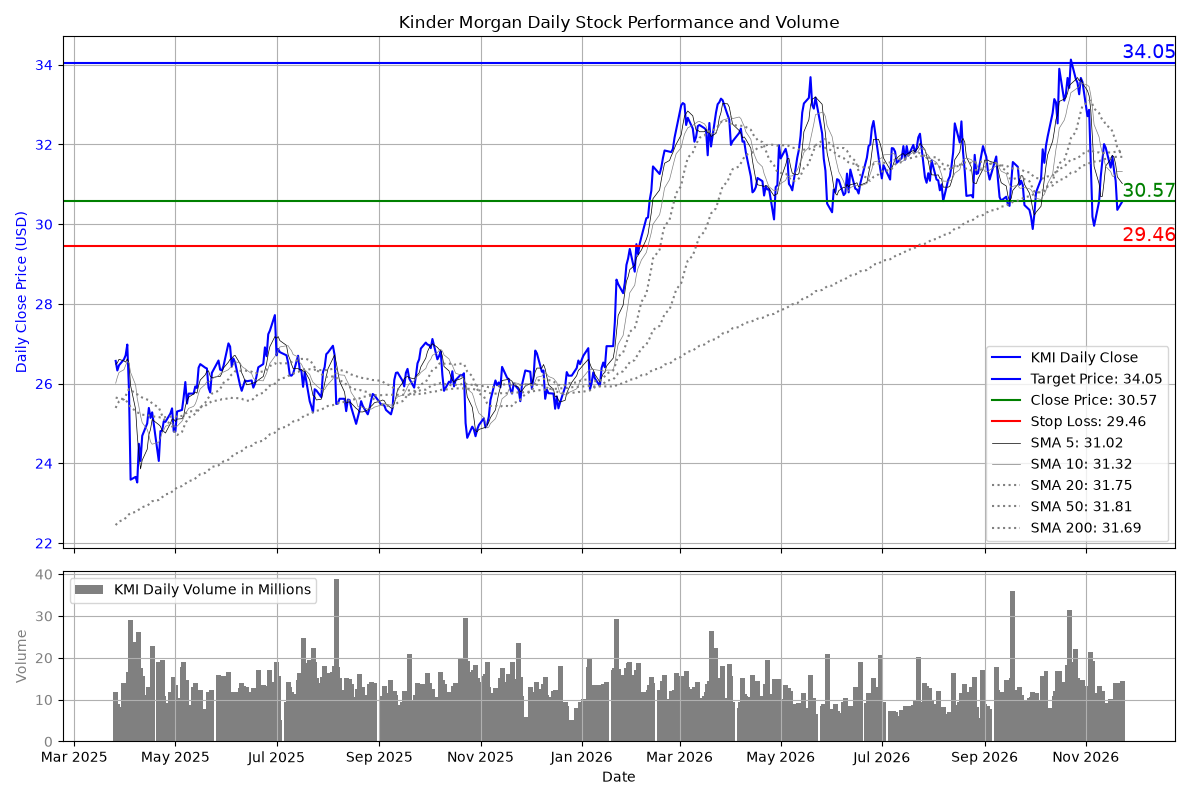 Kinder Morgan Daily Stock Performance and Volume
Daily Close Price (USD)
34
32
30
28
26
24
22
34.05
30.57
29.46
KMI Daily Close
Target Price: 34.05
Close Price: 30.57
Stop Loss: 29.46
SMA 5: 31.02
SMA 10: 31.32
SMA 20: 31.75
SMA 50: 31.81
SMA 200: 31.69
Volume
40
30
20
10
0
KMI Daily Volume in Millions
Mar 2025 May 2025 Jul 2025 Sep 2025 Nov 2025 Jan 2026 Mar 2026 May 2026 Jul 2026 Sep 2026 Nov 2026
Date